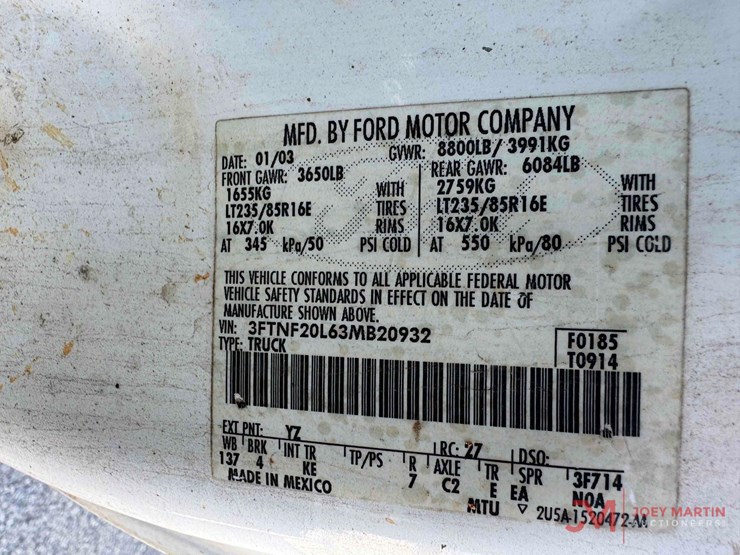 MFD. BY FORD MOTOR COMPANY
DATE: 01/03 GVWR: 8800LB/ 3991KG
FRONT GAWR: 3650LB REAR GAWR: 6084LB
1655KG WITH 2759KG WITH
LT235/85R16E TIRES LT235/85R16E TIRES
16X7.0K RIMS 16X7.0K RIMS
AT 345 kPa/50 PSI COLD AT 550 kPa/80 PSI COLD
THIS VEHICLE CONFORMS TO ALL APPLICABLE FEDERAL MOTOR
VEHICLE SAFETY STANDARDS IN EFFECT ON THE DATE OF
MANUFACTURE SHOWN ABOVE.
VIN: 3FTNF20L63MB20932 F0185
TYPE: TRUCK T0914
EXT PNT: YZ RC: 27 DSO:
WB BRK INT TR TP/PS R AXLE TR SPR 3F714
137 4 KE 7 C2 E EA NOA
MADE IN MEXICO MTU 2U5A-1520472-AA
JOEY MARTIN
AUCTIONEERS